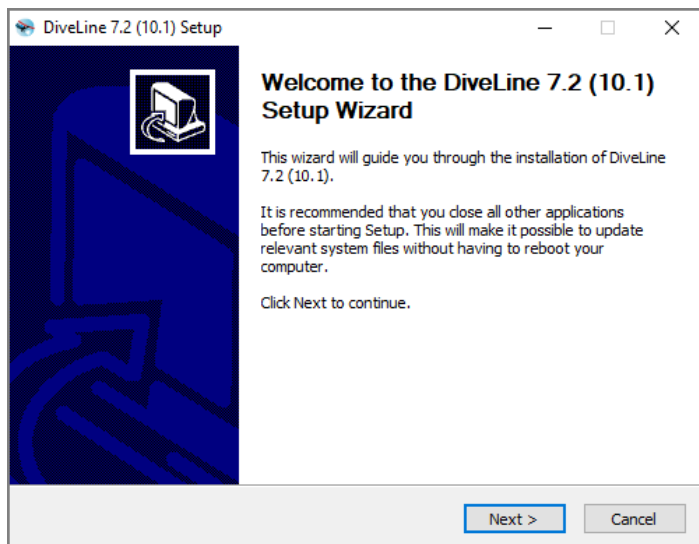 DiveLine 7.2 (10.1) Setup
Welcome to the DiveLine 7.2 (10.1)
Setup Wizard
This wizard will guide you through the installation of DiveLine
7.2 (10.1).
It is recommended that you close all other applications
before starting Setup. This will make it possible to update
relevant system files without having to reboot your
computer.
Click Next to continue.
Next >
Cancel